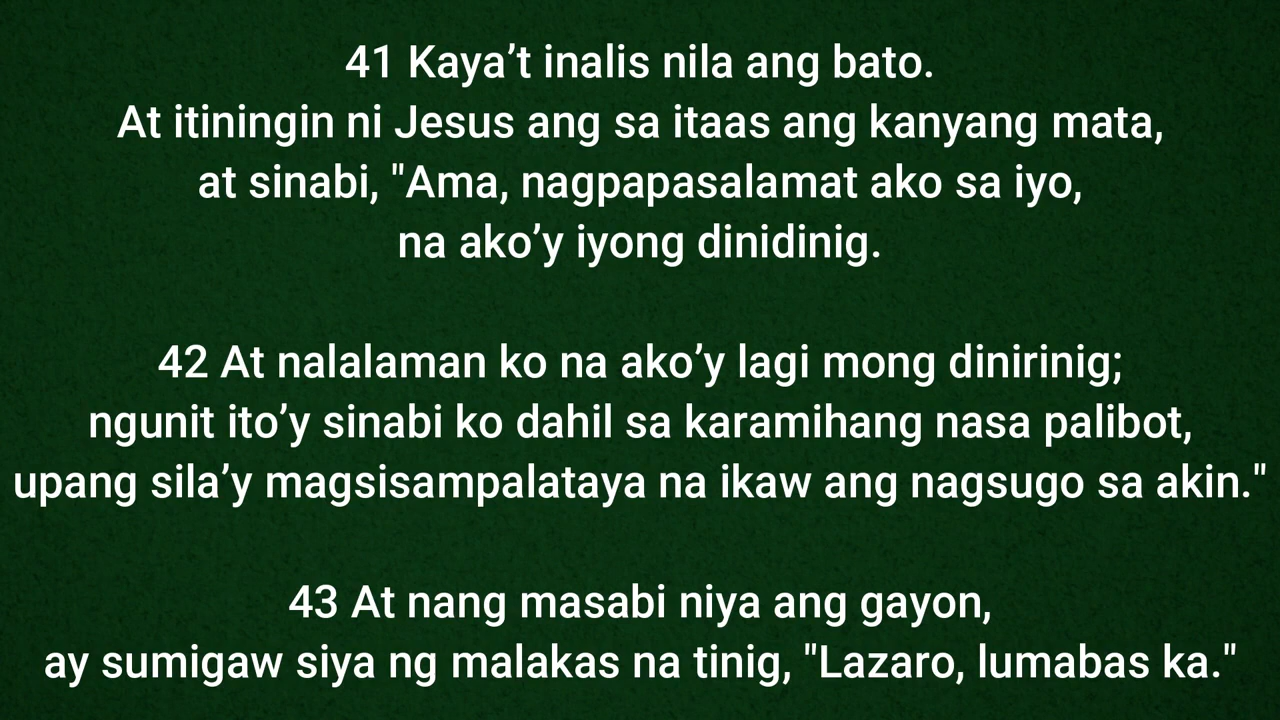 41 Kaya’t inalis nila ang bato.
At itiningin ni Jesus ang sa itaas ang kanyang mata,
at sinabi, "Ama, nagpapasalamat ako sa iyo,
na ako’y iyong dinidinig.
42 At nalalaman ko na ako’y lagi mong dinirinig;
ngunit ito’y sinabi ko dahil sa karamihang nasa palibot,
upang sila’y magsisampalataya na ikaw ang nagsugo sa akin."
43 At nang masabi niya ang gayon,
ay sumigaw siya ng malakas na tinig, "Lazaro, lumabas ka."